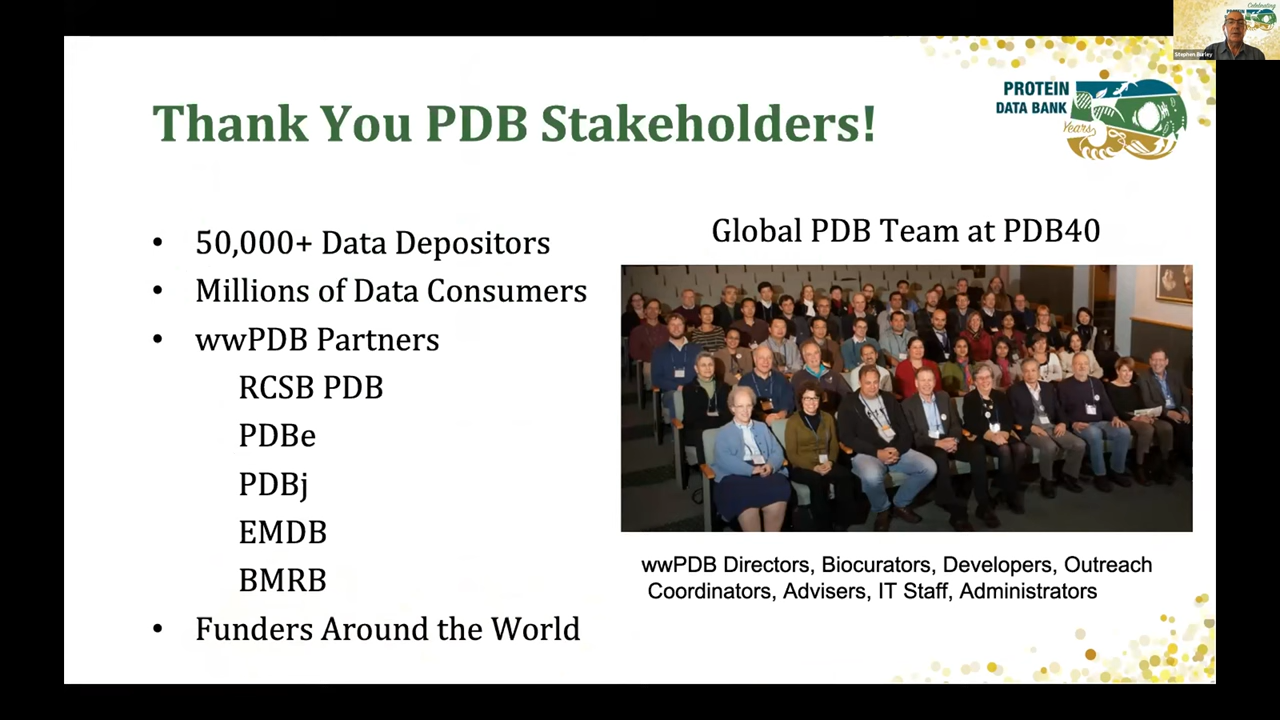 Celebrating
Stephen Burley
PROTEIN
DATA BANK
Years
Thank You PDB Stakeholders!
• 50,000+ Data Depositors
• Millions of Data Consumers
• wwPDB Partners
RCSB PDB
PDBe
PDBj
EMDB
BMRB
• Funders Around the World
Global PDB Team at PDB40
wwPDB Directors, Biocurators, Developers, Outreach
Coordinators, Advisers, IT Staff, Administrators